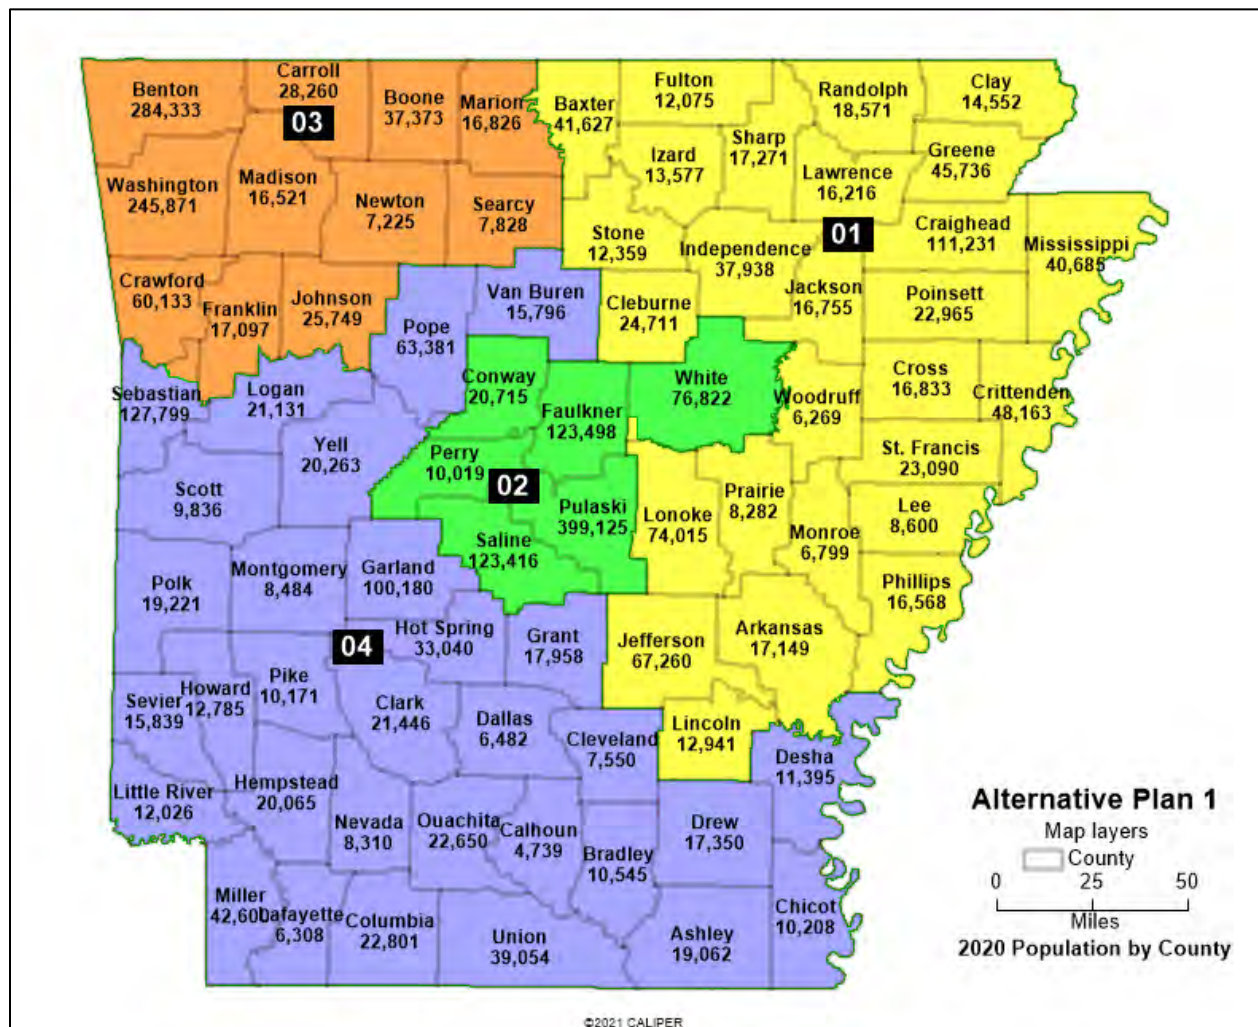 Benton
284,333
Carroll
28,260
03
Boone
37,373
Marion
16,826
Baxter
41,627
Fulton
12,075
Randolph
18,571
Clay
14,552
Sharp
17,271
Izard
13,577
Lawrence
16,216
Greene
45,736
Washington
245,871
Madison
16,521
Newton
7,225
Searcy
7,828
Stone
12,359
Independence
37,938
01
Craighead
111,231
Mississippi
40,685
Crawford
60,133
Franklin
17,097
Johnson
25,749
Pope
63,381
Van Buren
15,796
Cleburne
24,711
Jackson
16,755
Poinsett
22,965
Sebastian
127,799
Logan
21,131
Conway
20,715
Faulkner
123,498
White
76,822
Woodruff
6,269
Cross
16,833
Crittenden
48,163
Yell
20,263
Perry
10,019
02
St. Francis
23,090
Scott
9,836
Pulaski
399,125
Lonoke
74,015
Prairie
8,282
Monroe
6,799
Lee
8,600
Saline
123,416
Polk
19,221
Montgomery
8,484
Garland
100,180
Phillips
16,568
04
Hot Spring
33,040
Grant
17,958
Jefferson
67,260
Arkansas
17,149
Sevier
15,839
Howard
12,785
Pike
10,171
Clark
21,446
Dallas
6,482
Cleveland
7,550
Lincoln
12,941
Desha
11,395
Little River
12,026
Hempstead
20,065
Nevada
8,310
Ouachita
22,650
Calhoun
4,739
Bradley
10,545
Drew
17,350
Miller
42,600
Lafayette
6,308
Columbia
22,801
Union
39,054
Ashley
19,062
Chicot
10,208
Alternative Plan 1
Map layers
County
0 25 50
Miles
2020 Population by County
©2021 CALIPER